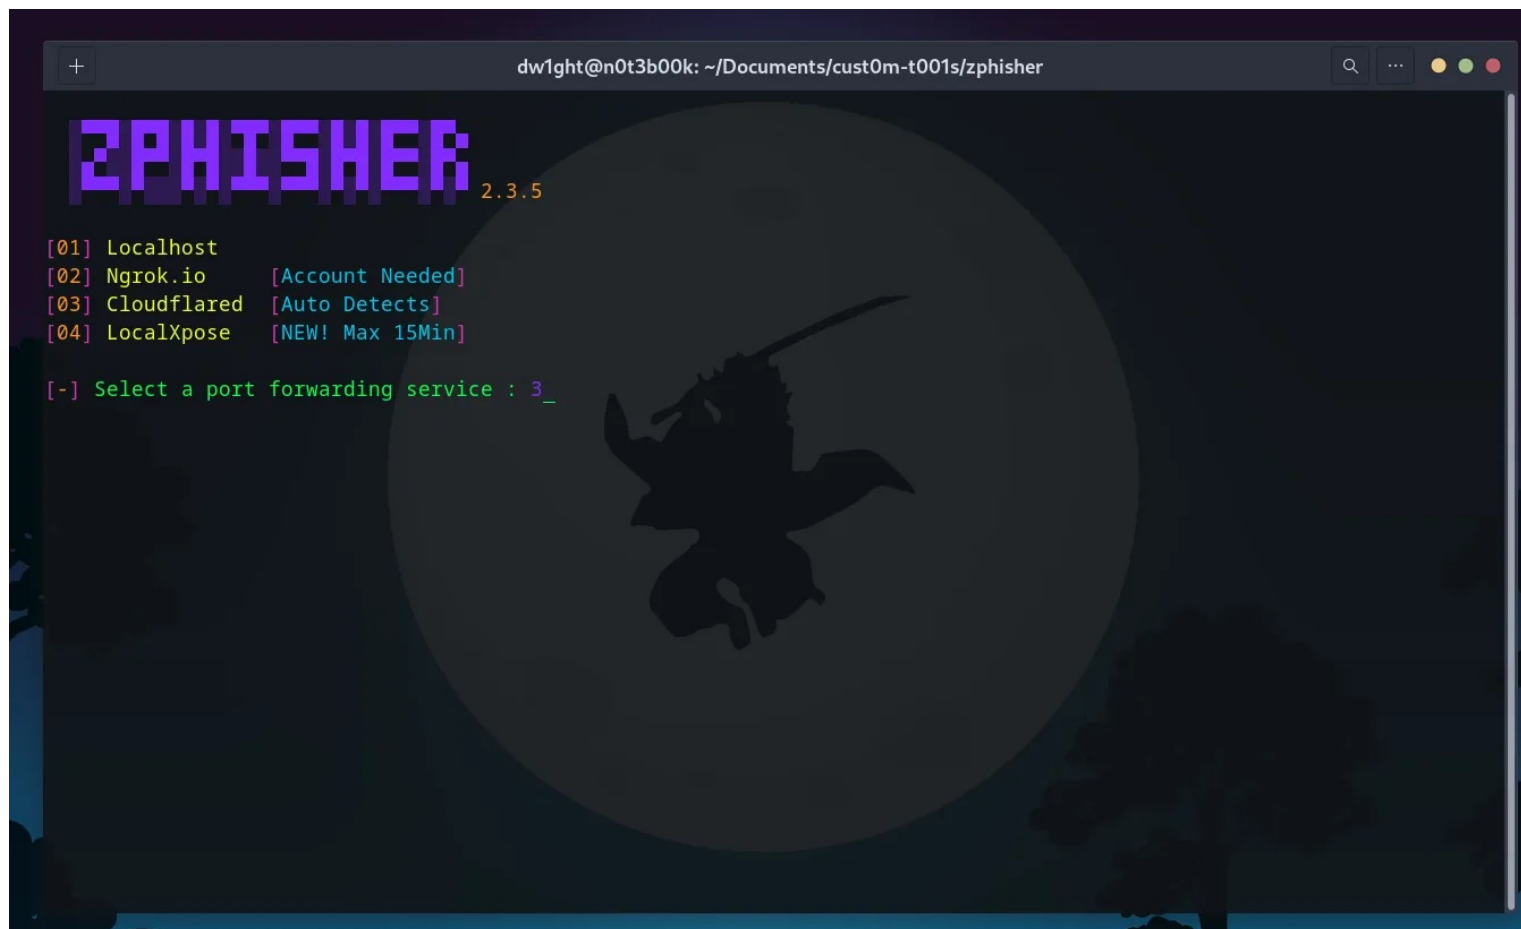 dw1ght@n0t3b00k: ~/Documents/cust0m-t001s/zphisher
ZPHISHER
2.3.5
[01] Localhost
[02] Ngrok.io [Account Needed]
[03] Cloudflared [Auto Detects]
[04] LocalXpose [NEW! Max 15Min]
[-] Select a port forwarding service : 3_